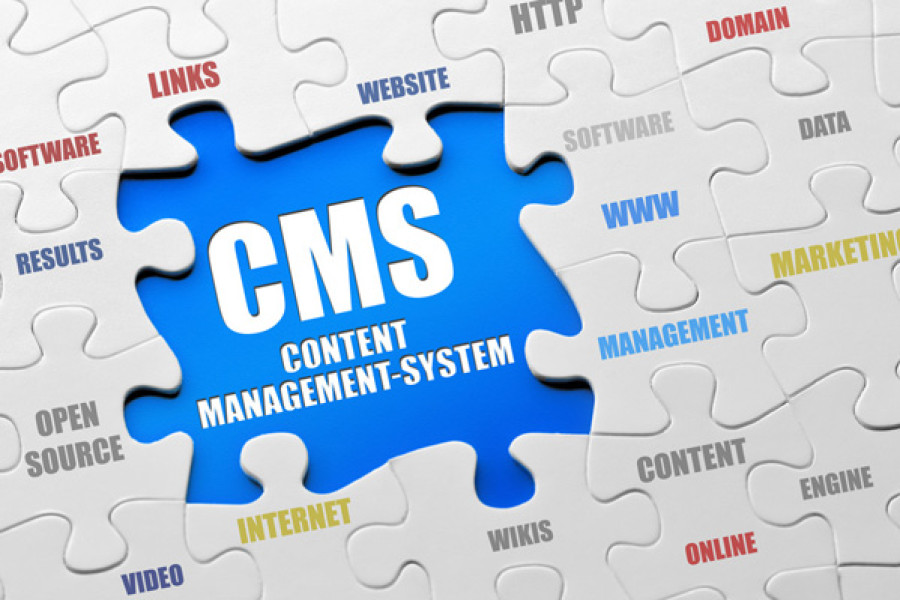 HTTP
DOMAIN
LINKS
WEBSITE
SOFTWARE
DATA
SOFTWARE
WWW
CMS
RESULTS
MARKETING
CONTENT
MANAGEMENT-SYSTEM
MANAGEMENT
OPEN
SOURCE
CONTENT
ENGINE
INTERNET
WIKIS
ONLINE
VIDEO